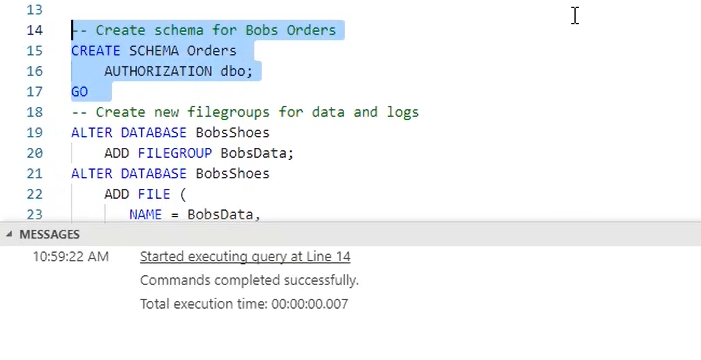 13
14 -- Create schema for Bobs Orders
15 CREATE SCHEMA Orders
16 AUTHORIZATION dbo;
17 GO
18 -- Create new filegroups for data and logs
19 ALTER DATABASE BobsShoes
20 ADD FILEGROUP BobsData;
21 ALTER DATABASE BobsShoes
22 ADD FILE (
23 NAME = BobsData,
MESSAGES
10:59:22 AM Started executing query at Line 14
Commands completed successfully.
Total execution time: 00:00:00.007